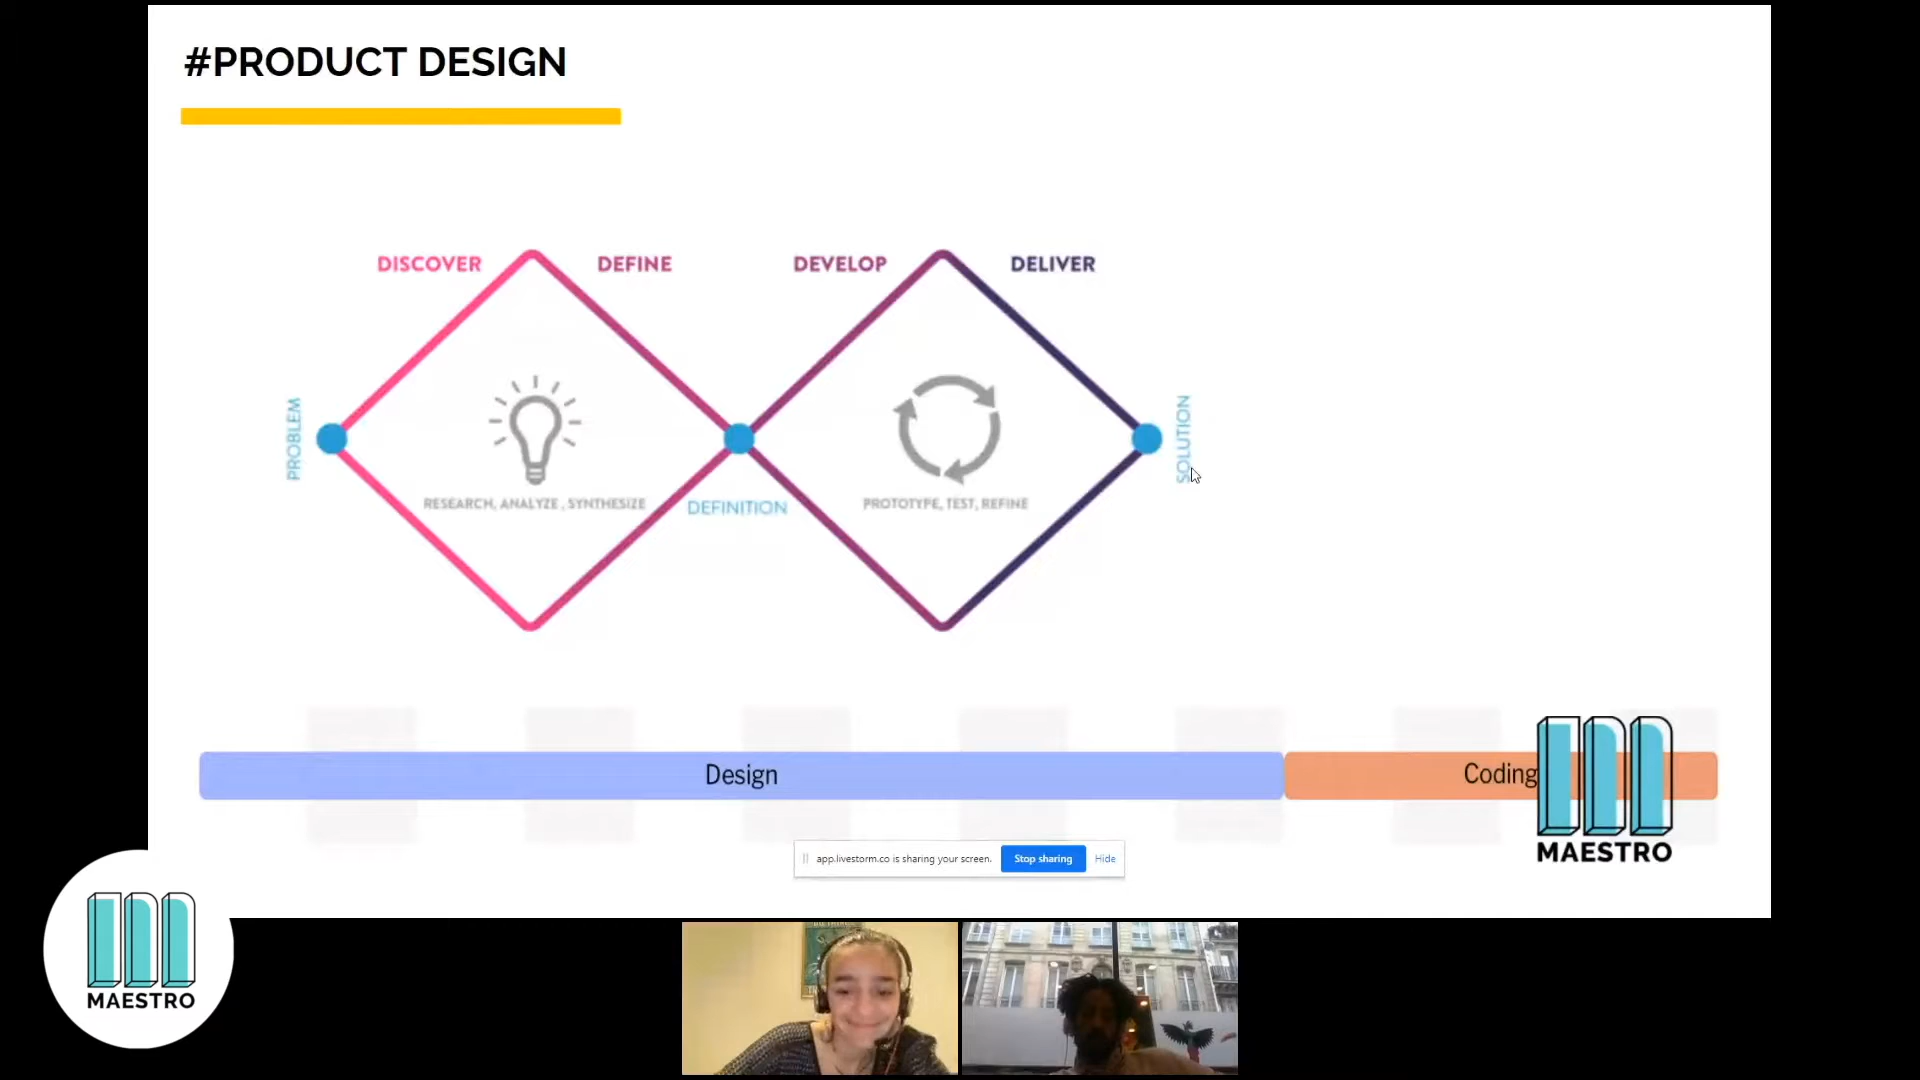 #PRODUCT DESIGN
DISCOVER
DEFINE
DEVELOP
DELIVER
PROBLEM
SOLUTION
RESEARCH, ANALYZE , SYNTHESIZE
DEFINITION
PROTOTYPE, TEST, REFINE
Design
Coding
MAESTRO
app.livestorm.co is sharing your screen.
Stop sharing
Hide
MAESTRO